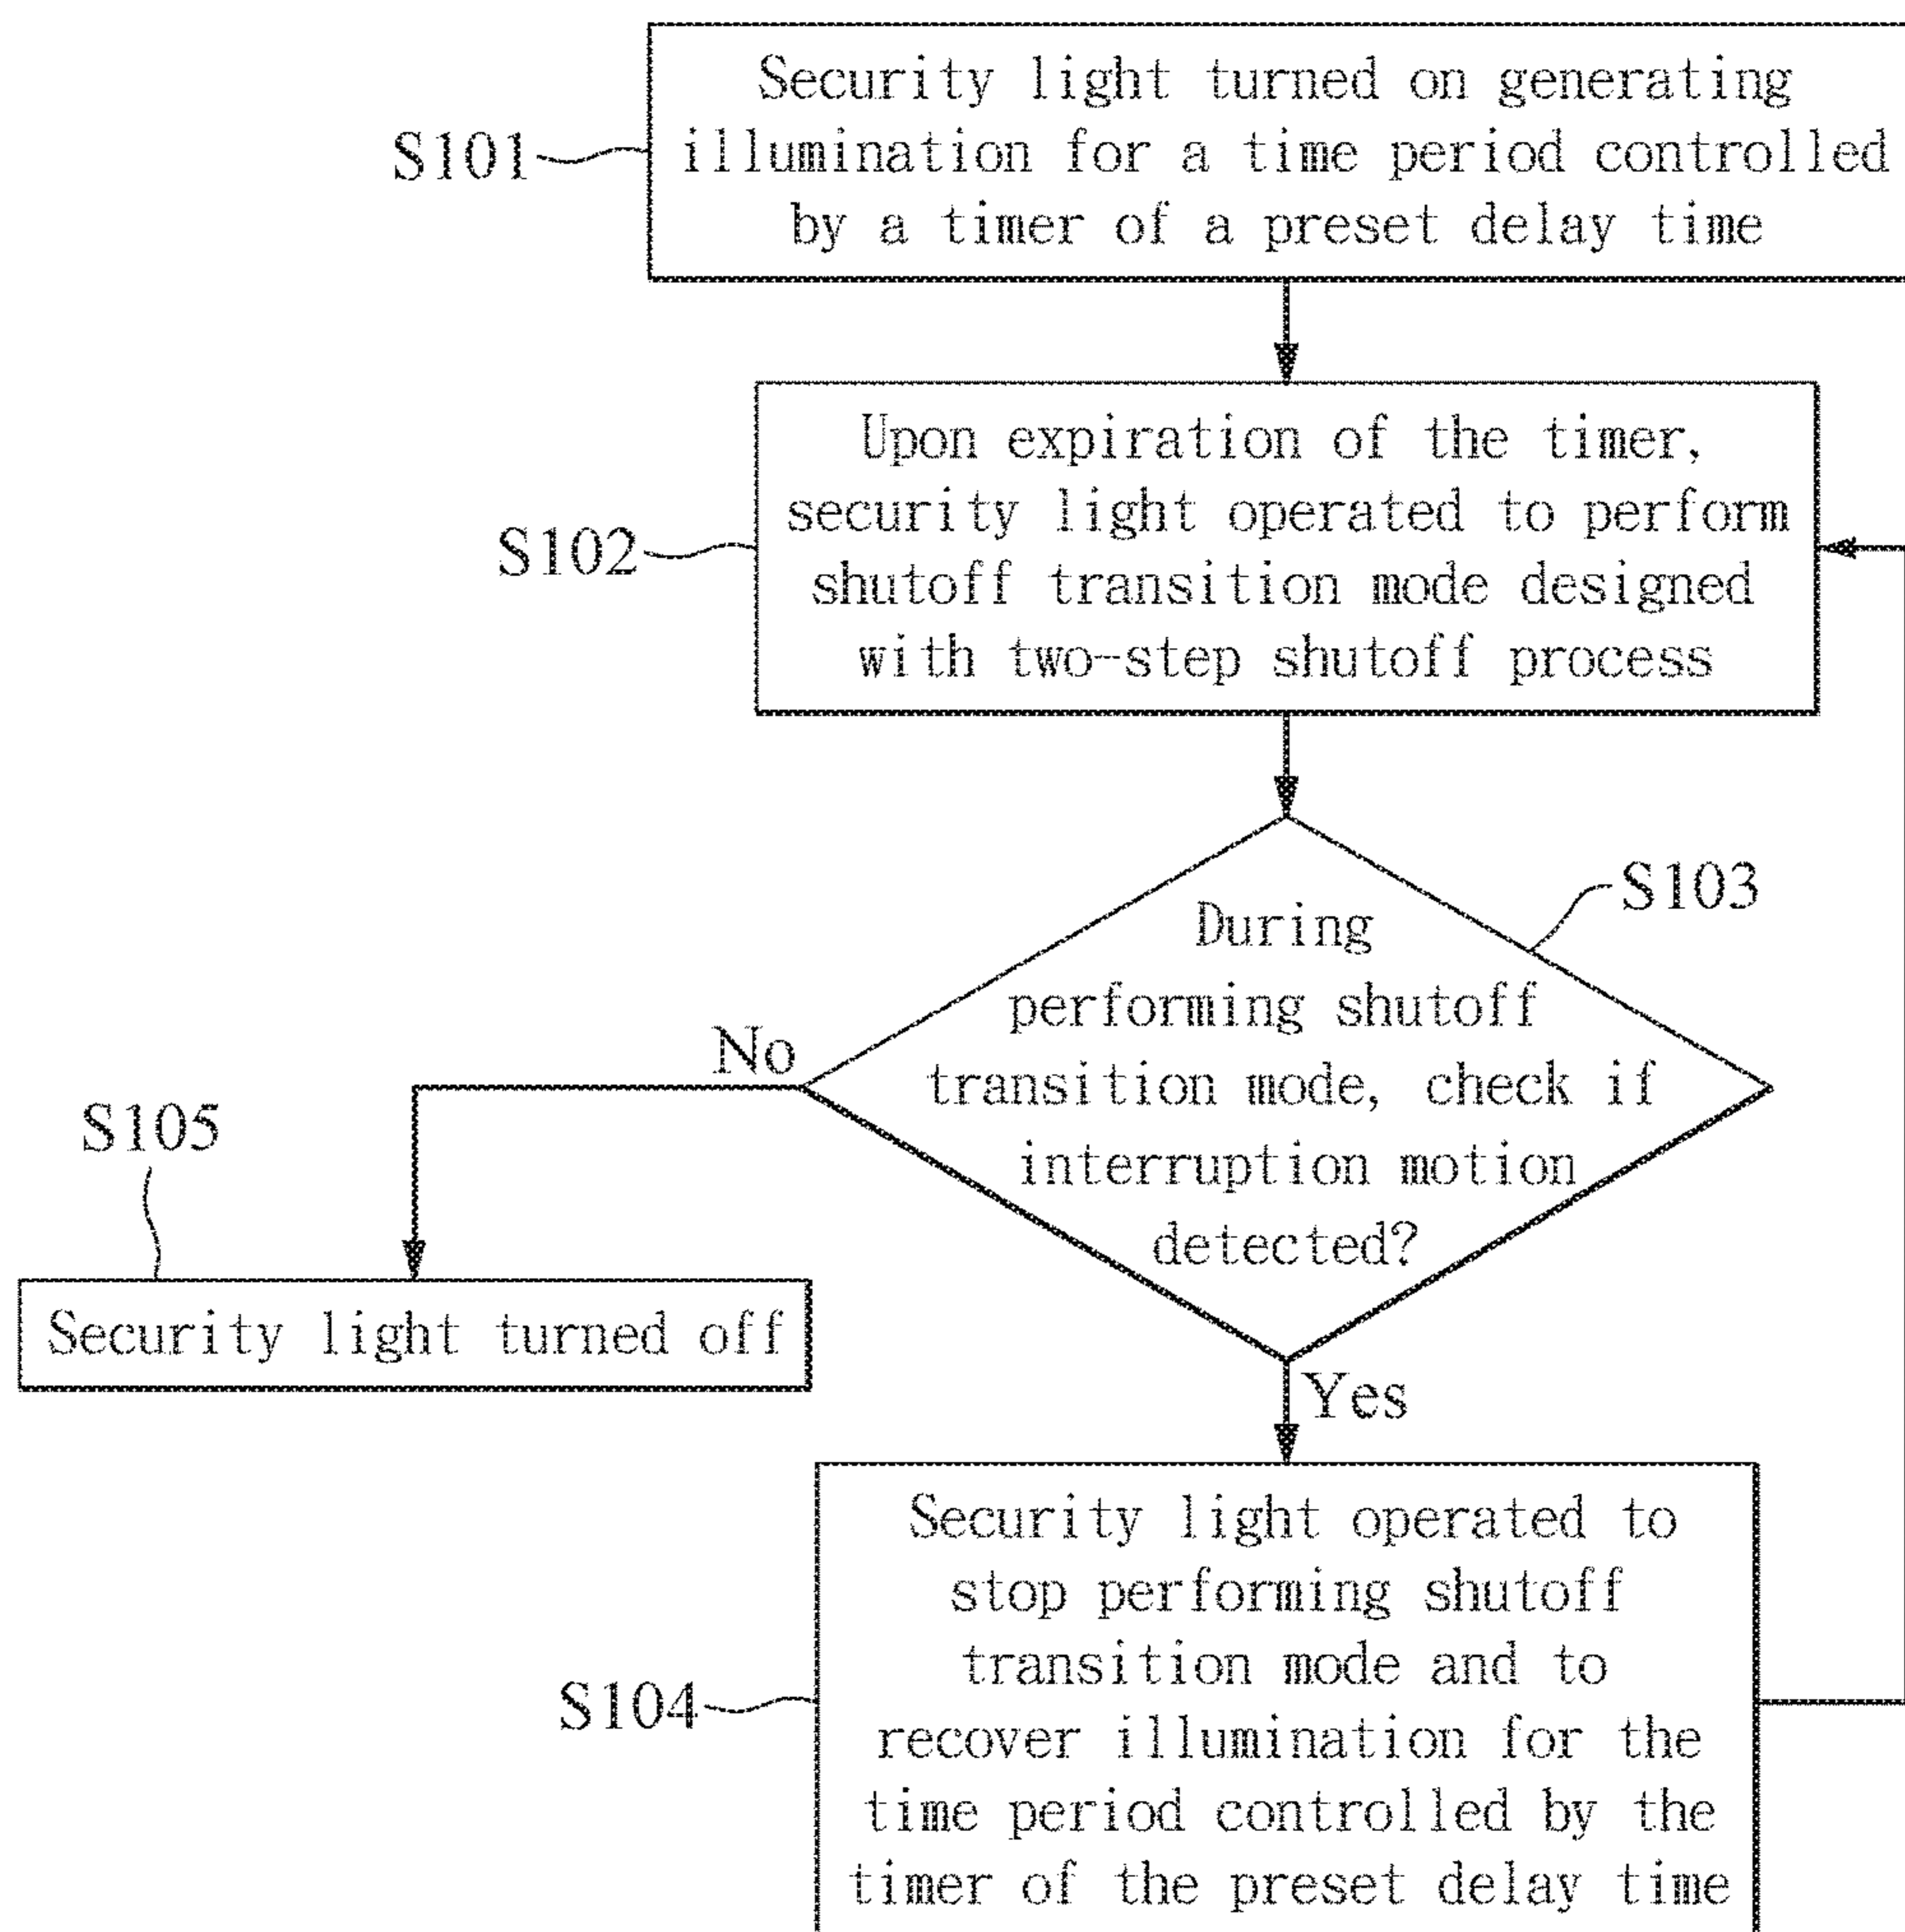 Security light turned on generating
illumination for a time period controlled
by a timer of a preset delay time
S101
Upon expiration of the timer,
security light operated to perform
shutoff transition mode designed
with two-step shutoff process
S102
S103
During
performing shutoff
transition mode, check if
interruption motion
detected?
No
S105
Security light turned off
Yes
Security light operated to
stop performing shutoff
transition mode and to
recover illumination for the
time period controlled by the
timer of the preset delay time
S104